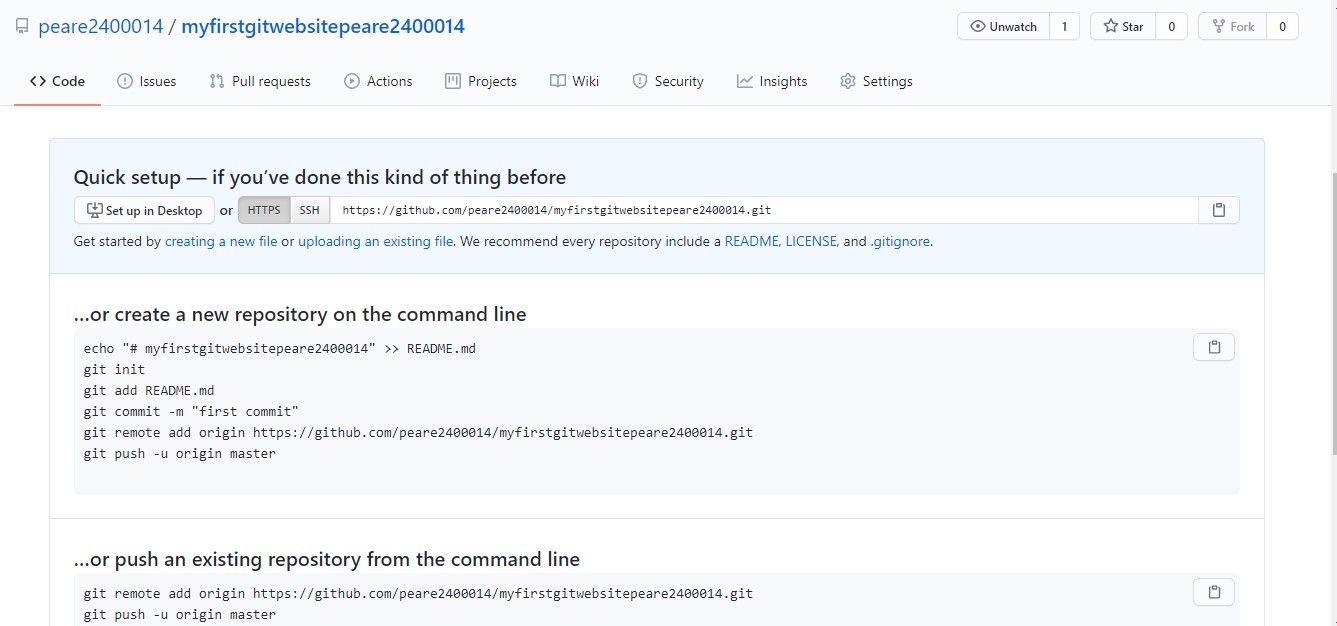 peare2400014 / myfirstgitwebsitepeare2400014
Unwatch 1 Star 0 Fork 0
Code Issues Pull requests Actions Projects Wiki Security Insights Settings
Quick setup — if you’ve done this kind of thing before
Set up in Desktop or HTTPS SSH https://github.com/peare2400014/myfirstgitwebsitepeare2400014.git
Get started by creating a new file or uploading an existing file. We recommend every repository include a README, LICENSE, and .gitignore.
…or create a new repository on the command line
echo "# myfirstgitwebsitepeare2400014" >> README.md
git init
git add README.md
git commit -m "first commit"
git remote add origin https://github.com/peare2400014/myfirstgitwebsitepeare2400014.git
git push -u origin master
…or push an existing repository from the command line
git remote add origin https://github.com/peare2400014/myfirstgitwebsitepeare2400014.git
git push -u origin master